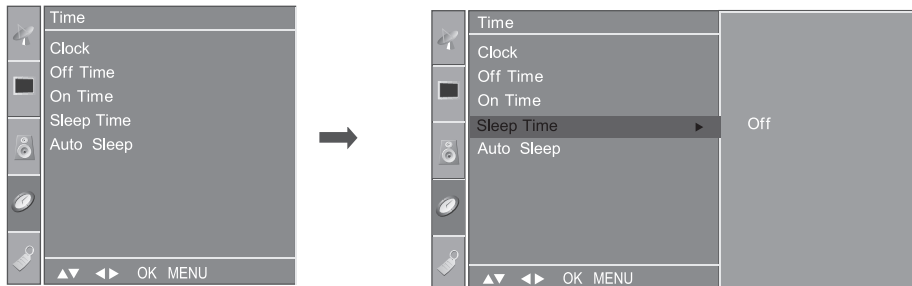 Time
Clock
Off Time
On Time
Sleep Time
Auto Sleep
▲▼ ◀▶ OK MENU
Time
Clock
Off Time
On Time
Sleep Time ▶ Off
Auto Sleep
▲▼ ◀▶ OK MENU